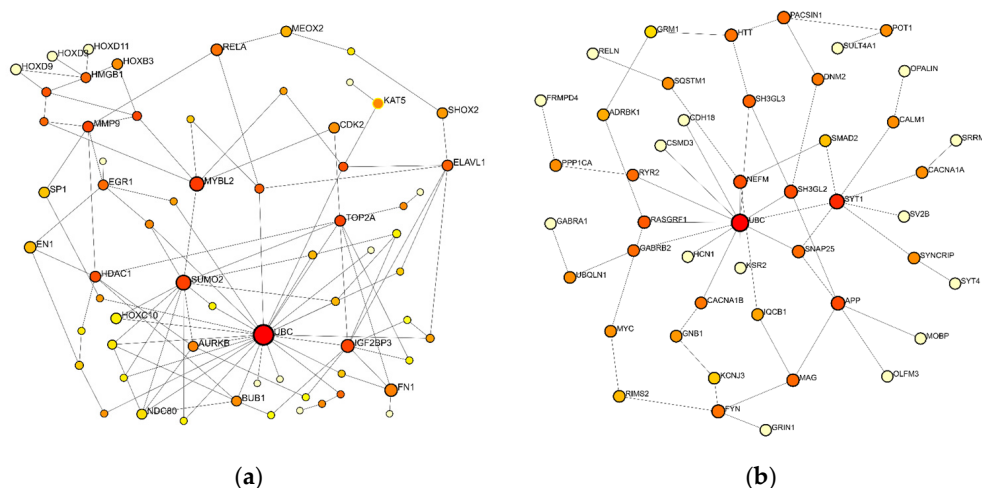 (a)
MEOX2
HOXD11
RELA
HOXD3
HOXB3
HOXD9
HMGB1
KAT5
SHOX2
MMP9
CDK2
ELAVL1
EGR1
MYBL2
SP1
TOP2A
EN1
HDAC1
SUMO2
HOXC10
UBC
AURKB
IGF2BP3
FN1
BUB1
NDC80
(b)
PACSIN1
GRM1
HTT
POT1
SULT4A1
RELN
SQSTM1
DNM2
OPALIN
FRMPD4
SH3GL3
ADRBK1
CDH18
CALM1
CSMD3
SMAD2
SRRM
PPP1CA
RYR2
NEFM
CACNA1A
SH3GL2
SYT1
GABRA1
RASGRF1
UBC
SV2B
GABRB2
SNAP25
HCN1
SYNCRIP
KSR2
UBQLN1
SYT4
CACNA1B
APP
IQCB1
MYC
GNB1
MOBP
KCNJ3
MAG
OLFM3
RIMS2
FYN
GRIN1
(a)
(b)